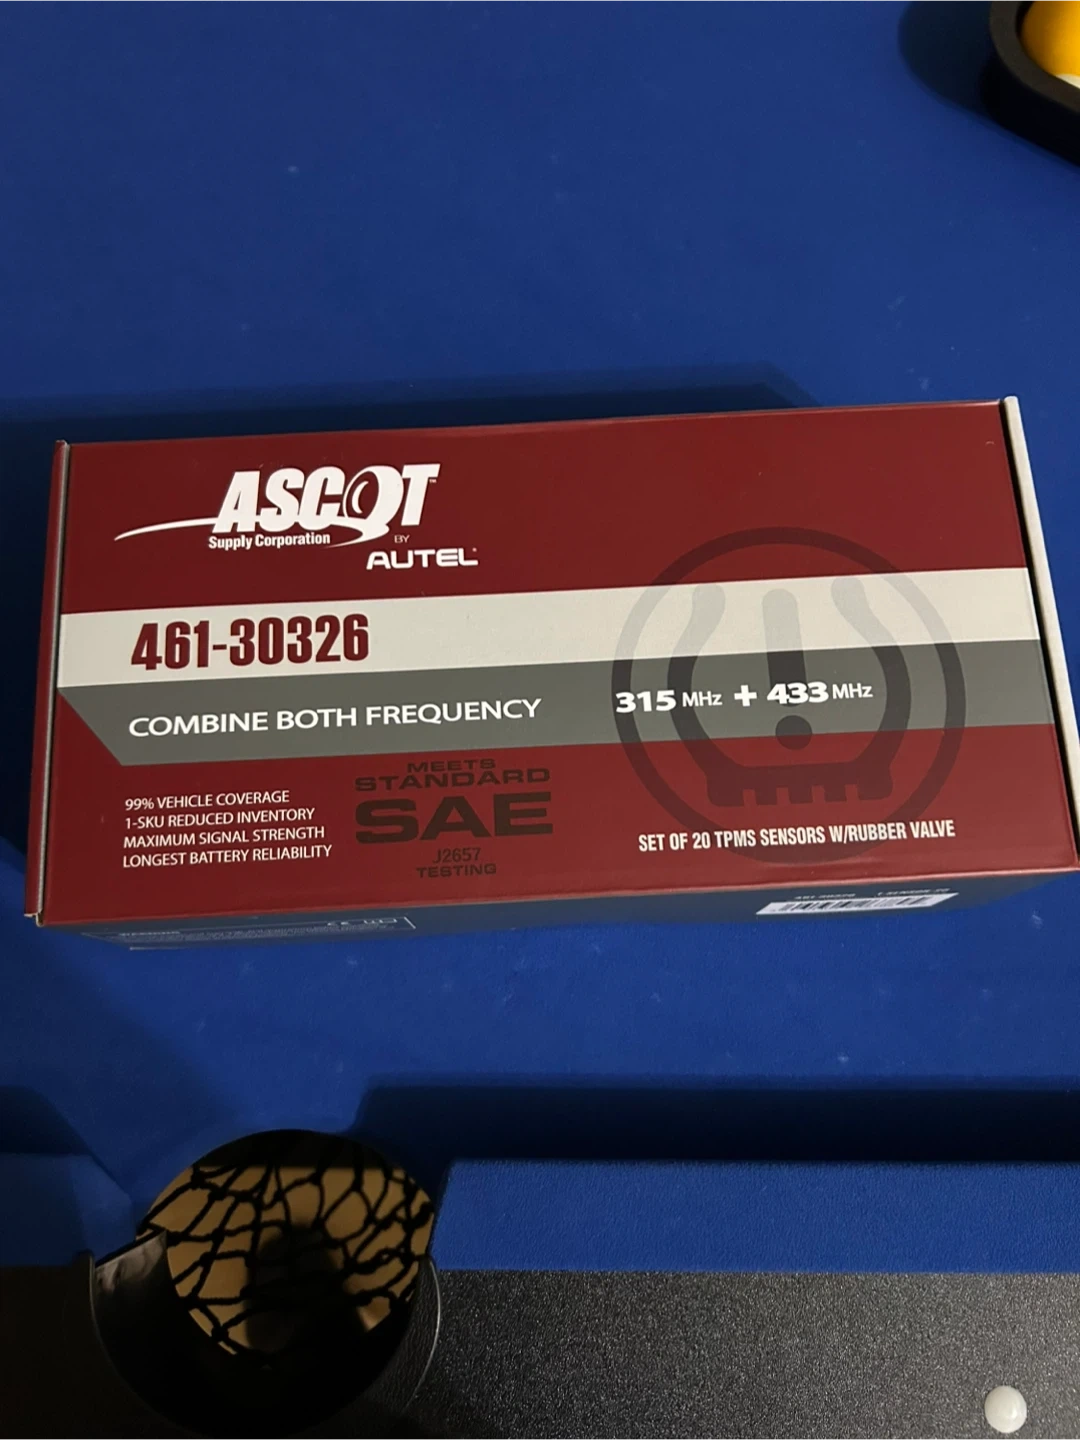 ASCOT™
Supply Corporation
BY
AUTEL®
461-30326
COMBINE BOTH FREQUENCY
315 MHz + 433 MHz
99% VEHICLE COVERAGE
1-SKU REDUCED INVENTORY
MAXIMUM SIGNAL STRENGTH
LONGEST BATTERY RELIABILITY
MEETS
STANDARD
SAE
J2657
TESTING
SET OF 20 TPMS SENSORS W/RUBBER VALVE